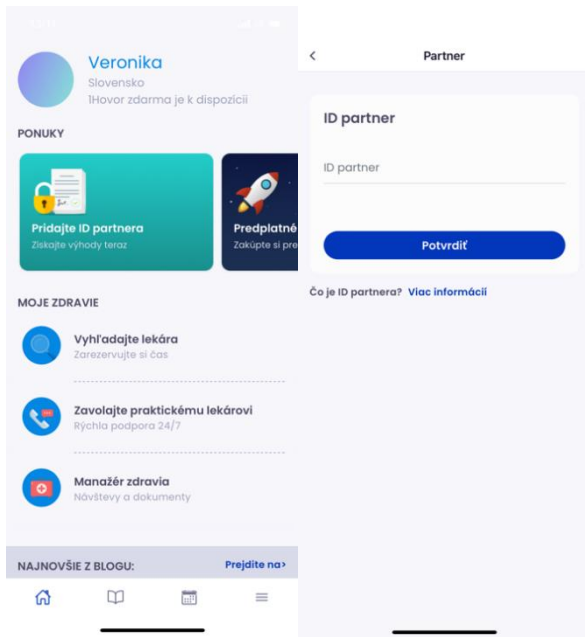 Veronika
Slovensko
1Hovor zdarma je k dispozícii
PONUKY
Pridajte ID partnera
Získajte výhody teraz
Predplatné
Zakúpte si pre
MOJE ZDRAVIE
Vyhľadajte lekára
Zarezervujte si čas
Zavolajte praktickému lekárovi
Rýchla podpora 24/7
Manažér zdravia
Návštevy a dokumenty
NAJNOVŠIE Z BLOGU:
Prejdite na>
Partner
ID partner
ID partner
Potvrdiť
Čo je ID partnera? Viac informácií